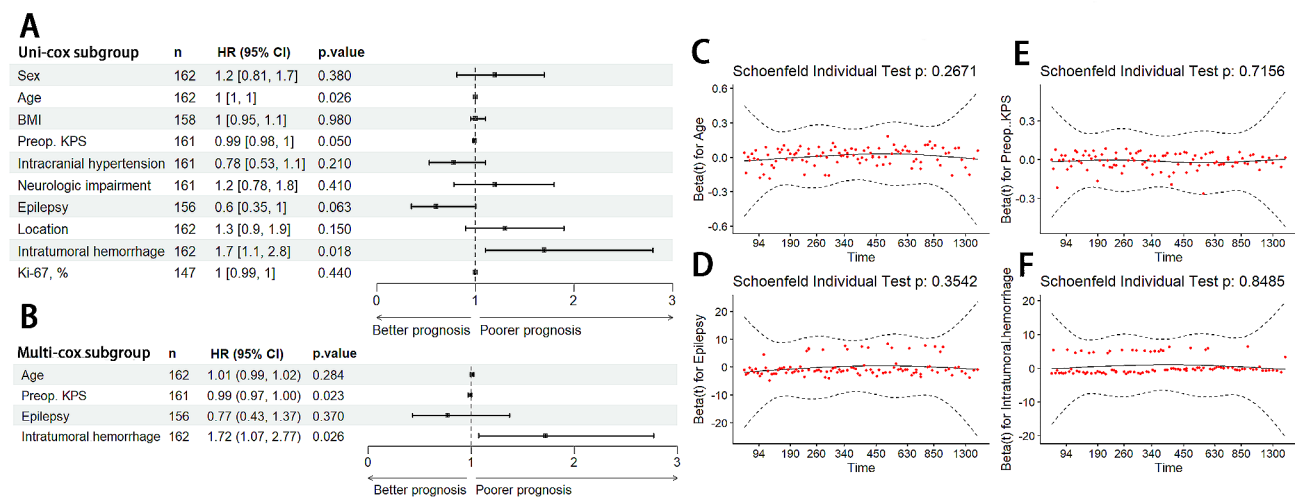 A
Uni-cox subgroup n HR (95% CI) p.value
Sex 162 1.2 [0.81, 1.7] 0.380
Age 162 1 [1, 1] 0.026
BMI 158 1 [0.95, 1.1] 0.980
Preop. KPS 161 0.99 [0.98, 1] 0.050
Intracranial hypertension 161 0.78 [0.53, 1.1] 0.210
Neurologic impairment 161 1.2 [0.78, 1.8] 0.410
Epilepsy 156 0.6 [0.35, 1] 0.063
Location 162 1.3 [0.9, 1.9] 0.150
Intratumoral hemorrhage 162 1.7 [1.1, 2.8] 0.018
Ki-67, % 147 1 [0.99, 1] 0.440
0 1 2 3
Better prognosis Poorer prognosis
B
Multi-cox subgroup n HR (95% CI) p.value
Age 162 1.01 (0.99, 1.02) 0.284
Preop. KPS 161 0.99 (0.97, 1.00) 0.023
Epilepsy 156 0.77 (0.43, 1.37) 0.370
Intratumoral hemorrhage 162 1.72 (1.07, 2.77) 0.026
0 1 2 3
Better prognosis Poorer prognosis
C
Schoenfeld Individual Test p: 0.2671
Beta(t) for Age
0.6
0.3
0.0
-0.3
-0.6
94 190 260 340 450 630 850 1300
Time
D
Schoenfeld Individual Test p: 0.3542
Beta(t) for Epilepsy
20
10
0
-10
-20
94 190 260 340 450 630 850 1300
Time
E
Schoenfeld Individual Test p: 0.7156
Beta(t) for Preop..KPS
0.3
0.0
-0.3
94 190 260 340 450 630 850 1300
Time
F
Schoenfeld Individual Test p: 0.8485
Beta(t) for Intratumoral.hemorrhage
20
10
0
-10
-20
94 190 260 340 450 630 850 1300
Time